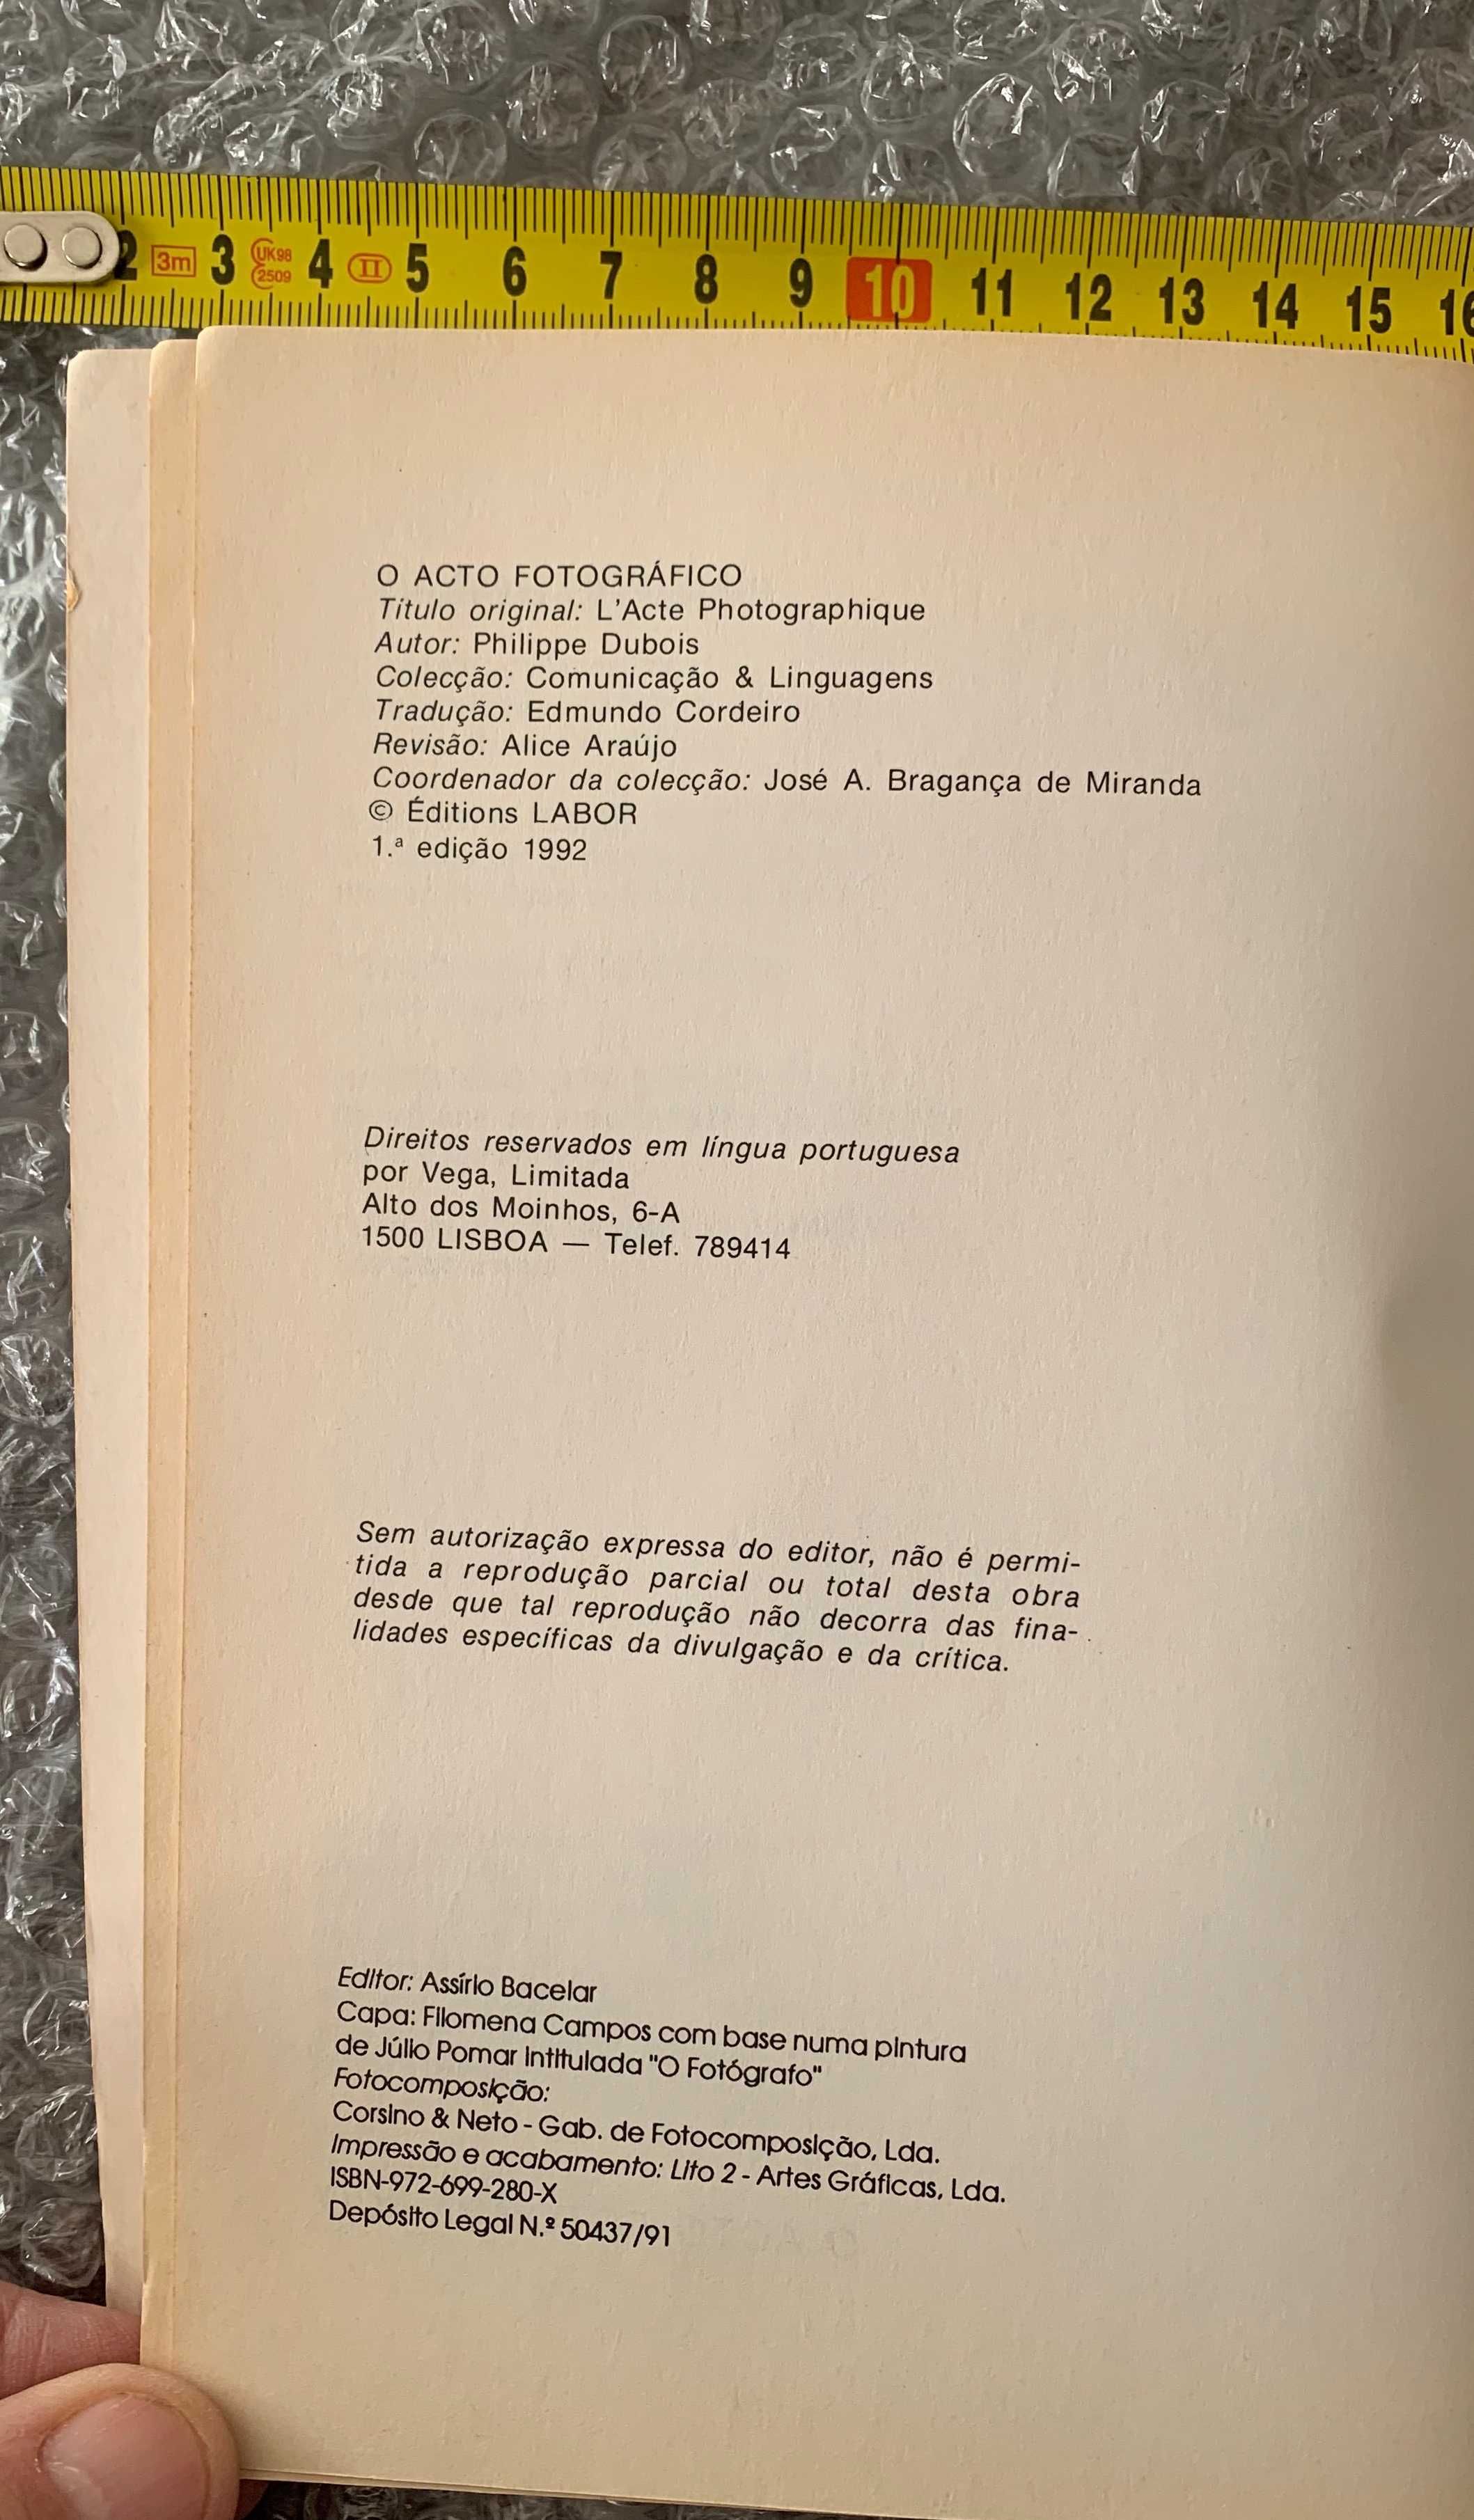 2 3m 3 UK98 2509 4 II 5 6 7 8 9 10 11 12 13 14 15 16
O ACTO FOTOGRÁFICO
Título original: L'Acte Photographique
Autor: Philippe Dubois
Colecção: Comunicação & Linguagens
Tradução: Edmundo Cordeiro
Revisão: Alice Araújo
Coordenador da colecção: José A. Bragança de Miranda
© Éditions LABOR
1.ª edição 1992
Direitos reservados em língua portuguesa
por Vega, Limitada
Alto dos Moinhos, 6-A
1500 LISBOA — Telef. 789414
Sem autorização expressa do editor, não é permi-
tida a reprodução parcial ou total desta obra
desde que tal reprodução não decorra das fina-
lidades específicas da divulgação e da crítica.
Editor: Assírio Bacelar
Capa: Filomena Campos com base numa pintura
de Júlio Pomar intitulada "O Fotógrafo"
Fotocomposição:
Corsino & Neto - Gab. de Fotocomposição, Lda.
Impressão e acabamento: Lito 2 - Artes Gráficas, Lda.
ISBN-972-699-280-X
Depósito Legal N.º 50437/91